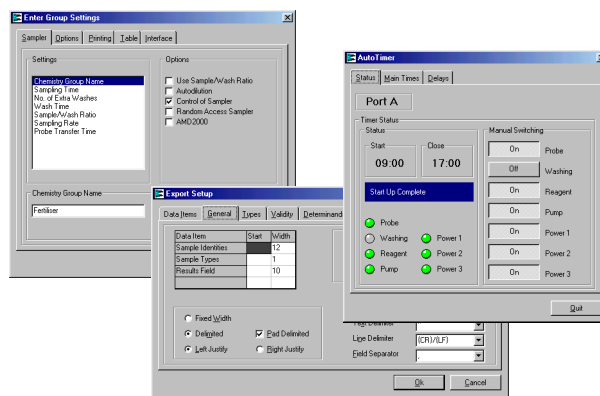 Enter Group Settings
Sampler Options Printing Table Interface
Settings
Chemistry Group Name
Sampling Time
No. of Extra Washes
Wash Time
Sample/Wash Ratio
Sampling Rate
Probe Transfer Time
Options
Use Sample/Wash Ratio
Autodilution
Control of Sampler
Random Access Sampler
AMD2000
Chemistry Group Name
Fertiliser
Export Setup
Data Items General Types Validity Determinand
Data Item Start Width
Sample Identities 12
Sample Types 1
Results Field 10
Fixed Width
Delimited Pad Delimited
Left Justify Right Justify
Text Delimiter
Line Delimiter (CR)/(LF)
Field Separator ,
Ok Cancel
AutoTimer
Status Main Times Delays
Port A
Timer Status
Status
Start Close
09:00 17:00
Start Up Complete
Probe
Washing Power 1
Reagent Power 2
Pump Power 3
Manual Switching
On Probe
Off Washing
On Reagent
On Pump
On Power 1
On Power 2
On Power 3
Quit